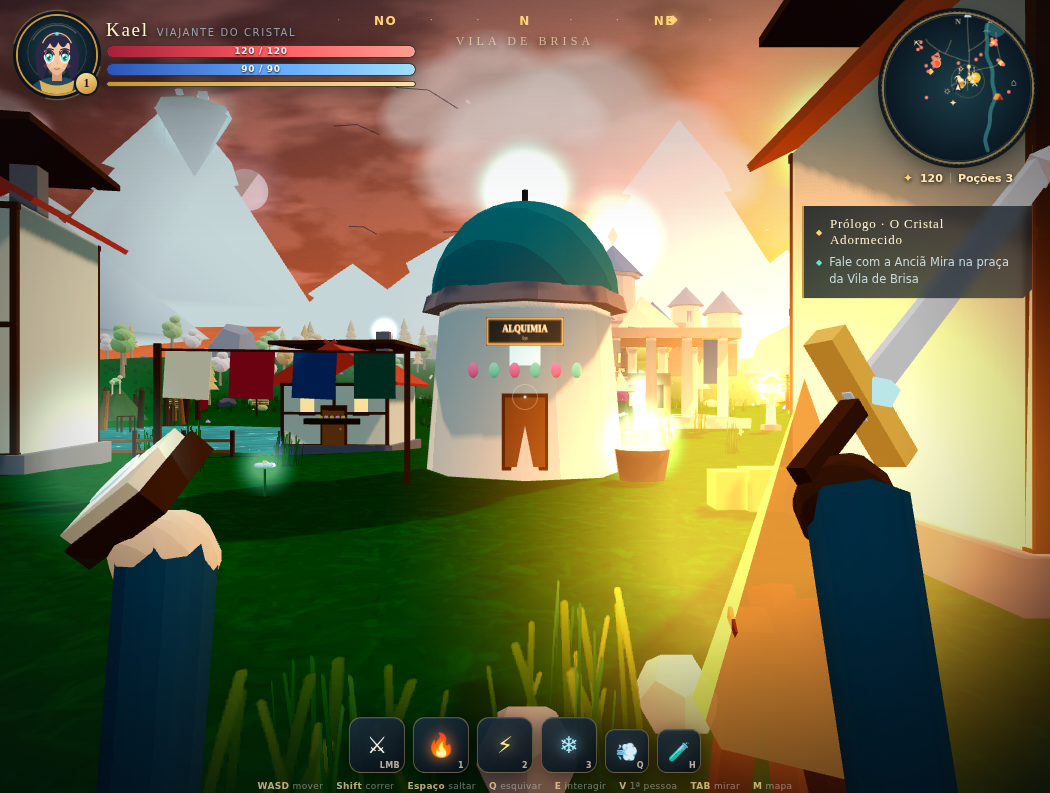 NO N NE
VILA DE BRISA
Kael VIAJANTE DO CRISTAL
120 / 120
90 / 90
1
N
120 | Poções 3
Prólogo · O Cristal
Adormecido
Fale com a Anciã Mira na praça
da Vila de Brisa
ALQUIMIA
LMB 1 2 3 Q H
WASD mover Shift correr Espaço saltar Q esquivar E interagir V 1ª pessoa TAB mirar M mapa